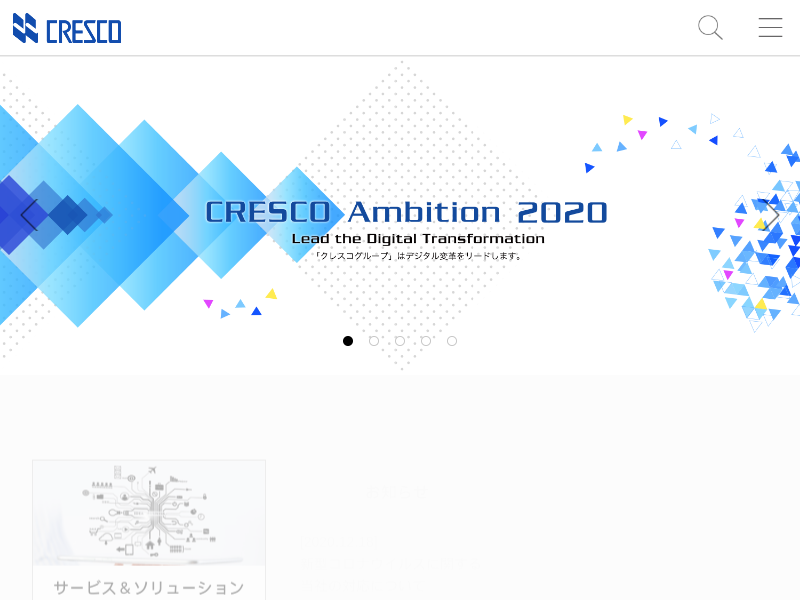 CRESCO
CRESCO Ambition 2020
Lead the Digital Transformation
「クレスコグループ」はデジタル変革をリードします。
サービス＆ソリューション